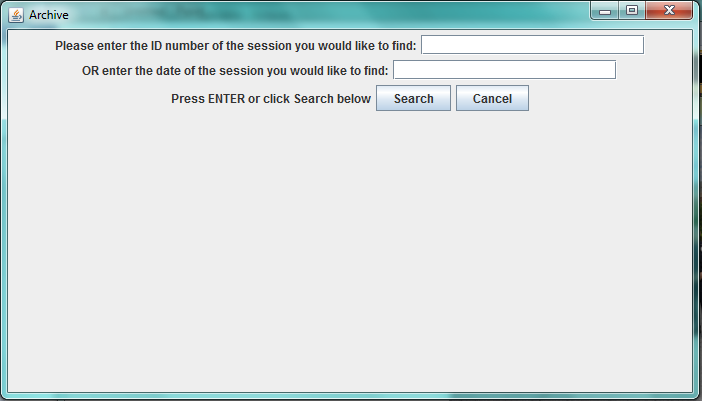 Archive
Please enter the ID number of the session you would like to find:
OR enter the date of the session you would like to find:
Press ENTER or click Search below Search Cancel